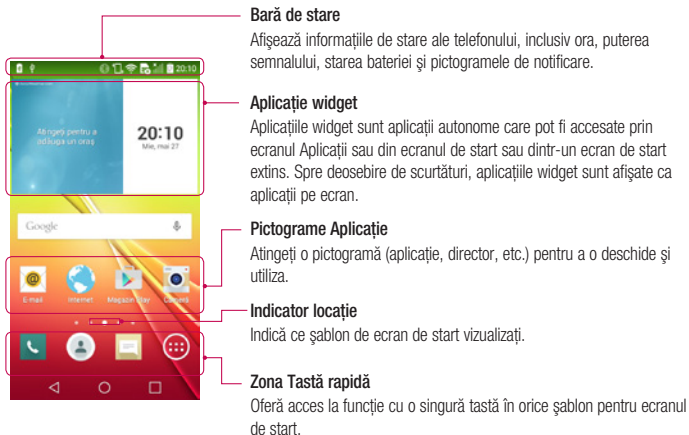 Bară de stare
Afişează informaţiile de stare ale telefonului, inclusiv ora, puterea
semnalului, starea bateriei şi pictogramele de notificare.
20:10
Atingeţi pentru a
adăuga un oraş
20:10
Mie, mai 27
Aplicaţie widget
Aplicaţiile widget sunt aplicaţii autonome care pot fi accesate prin
ecranul Aplicaţii sau din ecranul de start sau dintr-un ecran de start
extins. Spre deosebire de scurtături, aplicaţiile widget sunt afişate ca
aplicaţii pe ecran.
Google
Pictograme Aplicaţie
Atingeţi o pictogramă (aplicaţie, director, etc.) pentru a o deschide şi
utiliza.
E-mail Internet Magazin Play Cameră
Indicator locaţie
Indică ce şablon de ecran de start vizualizaţi.
Zona Tastă rapidă
Oferă acces la funcţie cu o singură tastă în orice şablon pentru ecranul
de start.